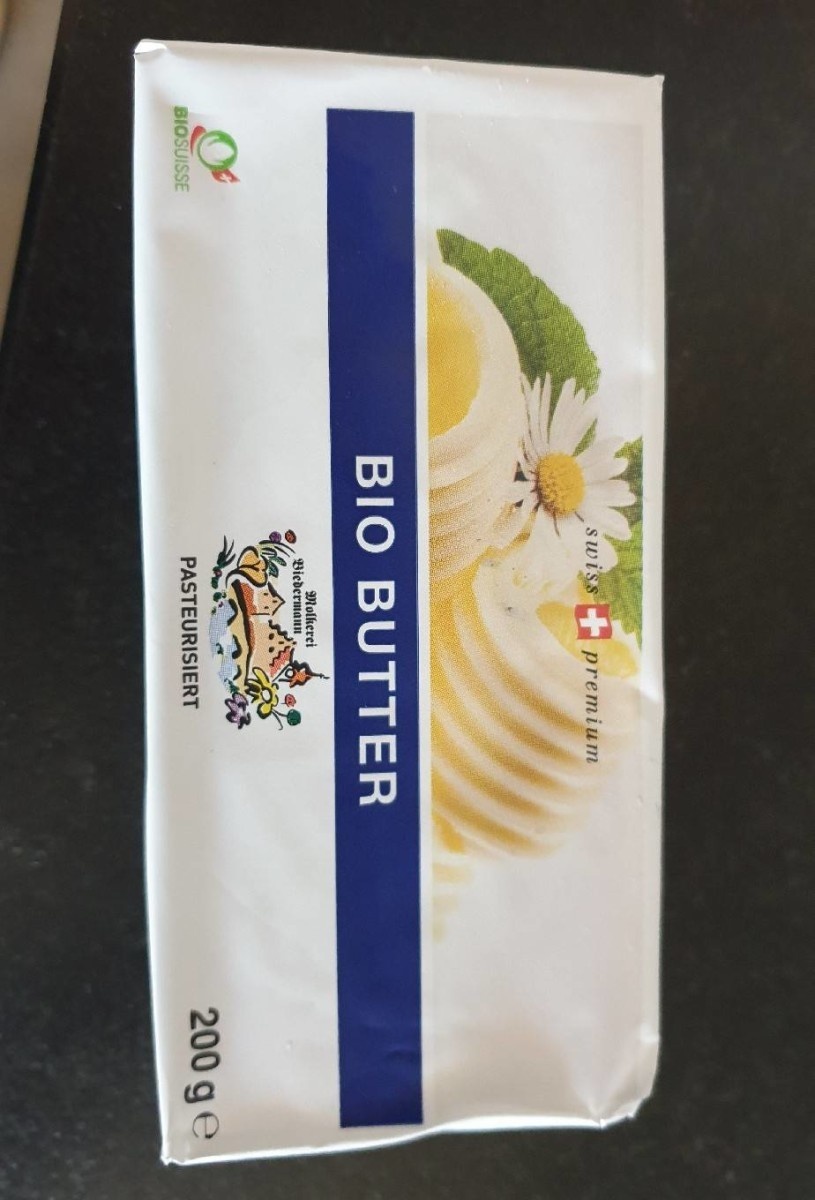 swiss premium
BIO BUTTER
Molkerei
Biedermann
BIOSUISSE
PASTEURISIERT
200 g e